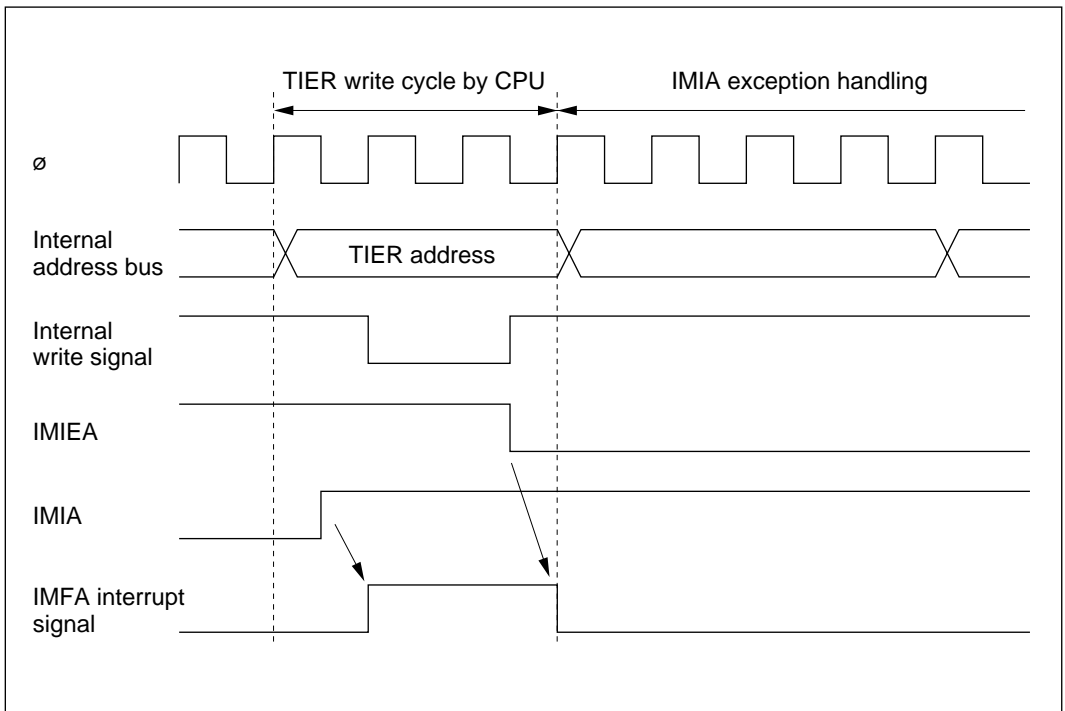 TIER write cycle by CPU
IMIA exception handling
ø
Internal
address bus
TIER address
Internal
write signal
IMIEA
IMIA
IMFA interrupt
signal